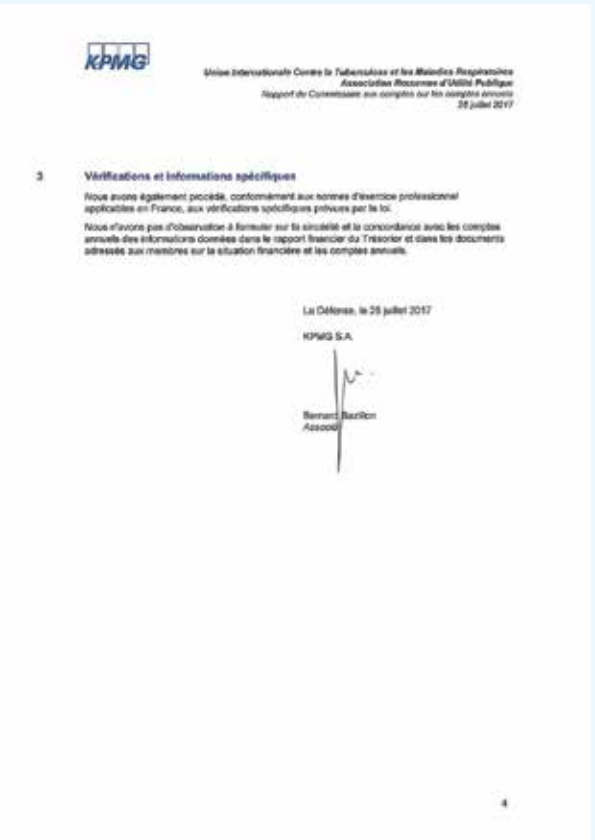 KPMG
Union Internationale Contre la Tuberculose et les Maladies Respiratoires
Association Reconnue d'Utilité Publique
Rapport du Commissaire aux comptes sur les comptes annuels
28 juillet 2017
3 Vérifications et informations spécifiques
Nous avons également procédé, conformément aux normes d'exercice professionnel
applicables en France, aux vérifications spécifiques prévues par la loi.
Nous n'avons pas d'observation à formuler sur la sincérité et la concordance avec les comptes
annuels des informations données dans le rapport financier du Trésorier et dans les documents
adressés aux membres sur la situation financière et les comptes annuels.
La Défense, le 28 juillet 2017
KPMG S.A.
Bernard Bazillon
Associé
4